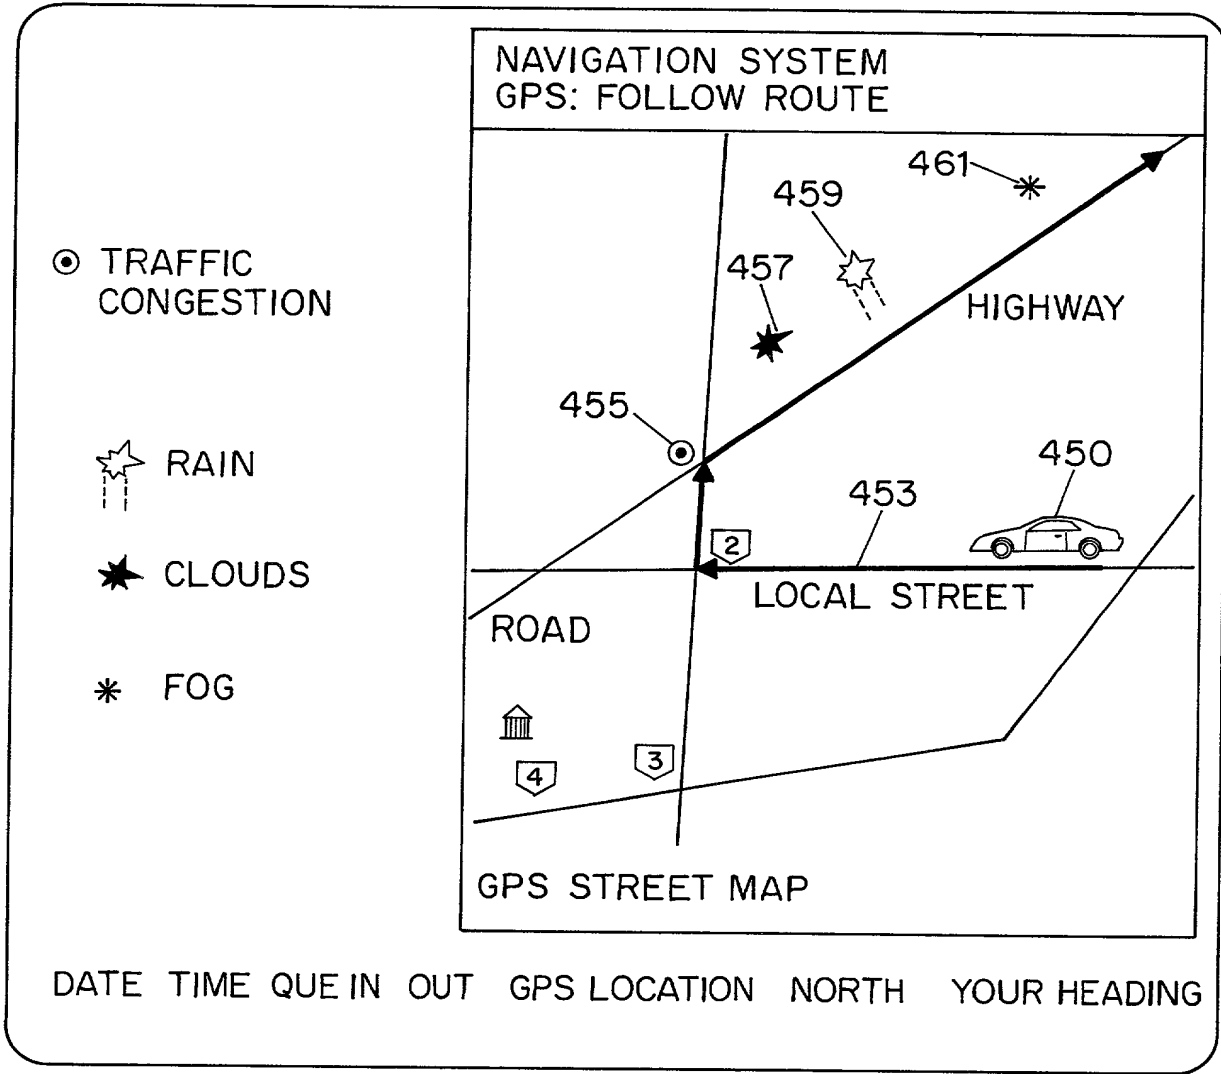 NAVIGATION SYSTEM
GPS: FOLLOW ROUTE
461
459
TRAFFIC
CONGESTION
457
HIGHWAY
455
450
RAIN
453
2
CLOUDS
LOCAL STREET
ROAD
FOG
3
4
GPS STREET MAP
DATE TIME QUE IN OUT GPS LOCATION NORTH YOUR HEADING